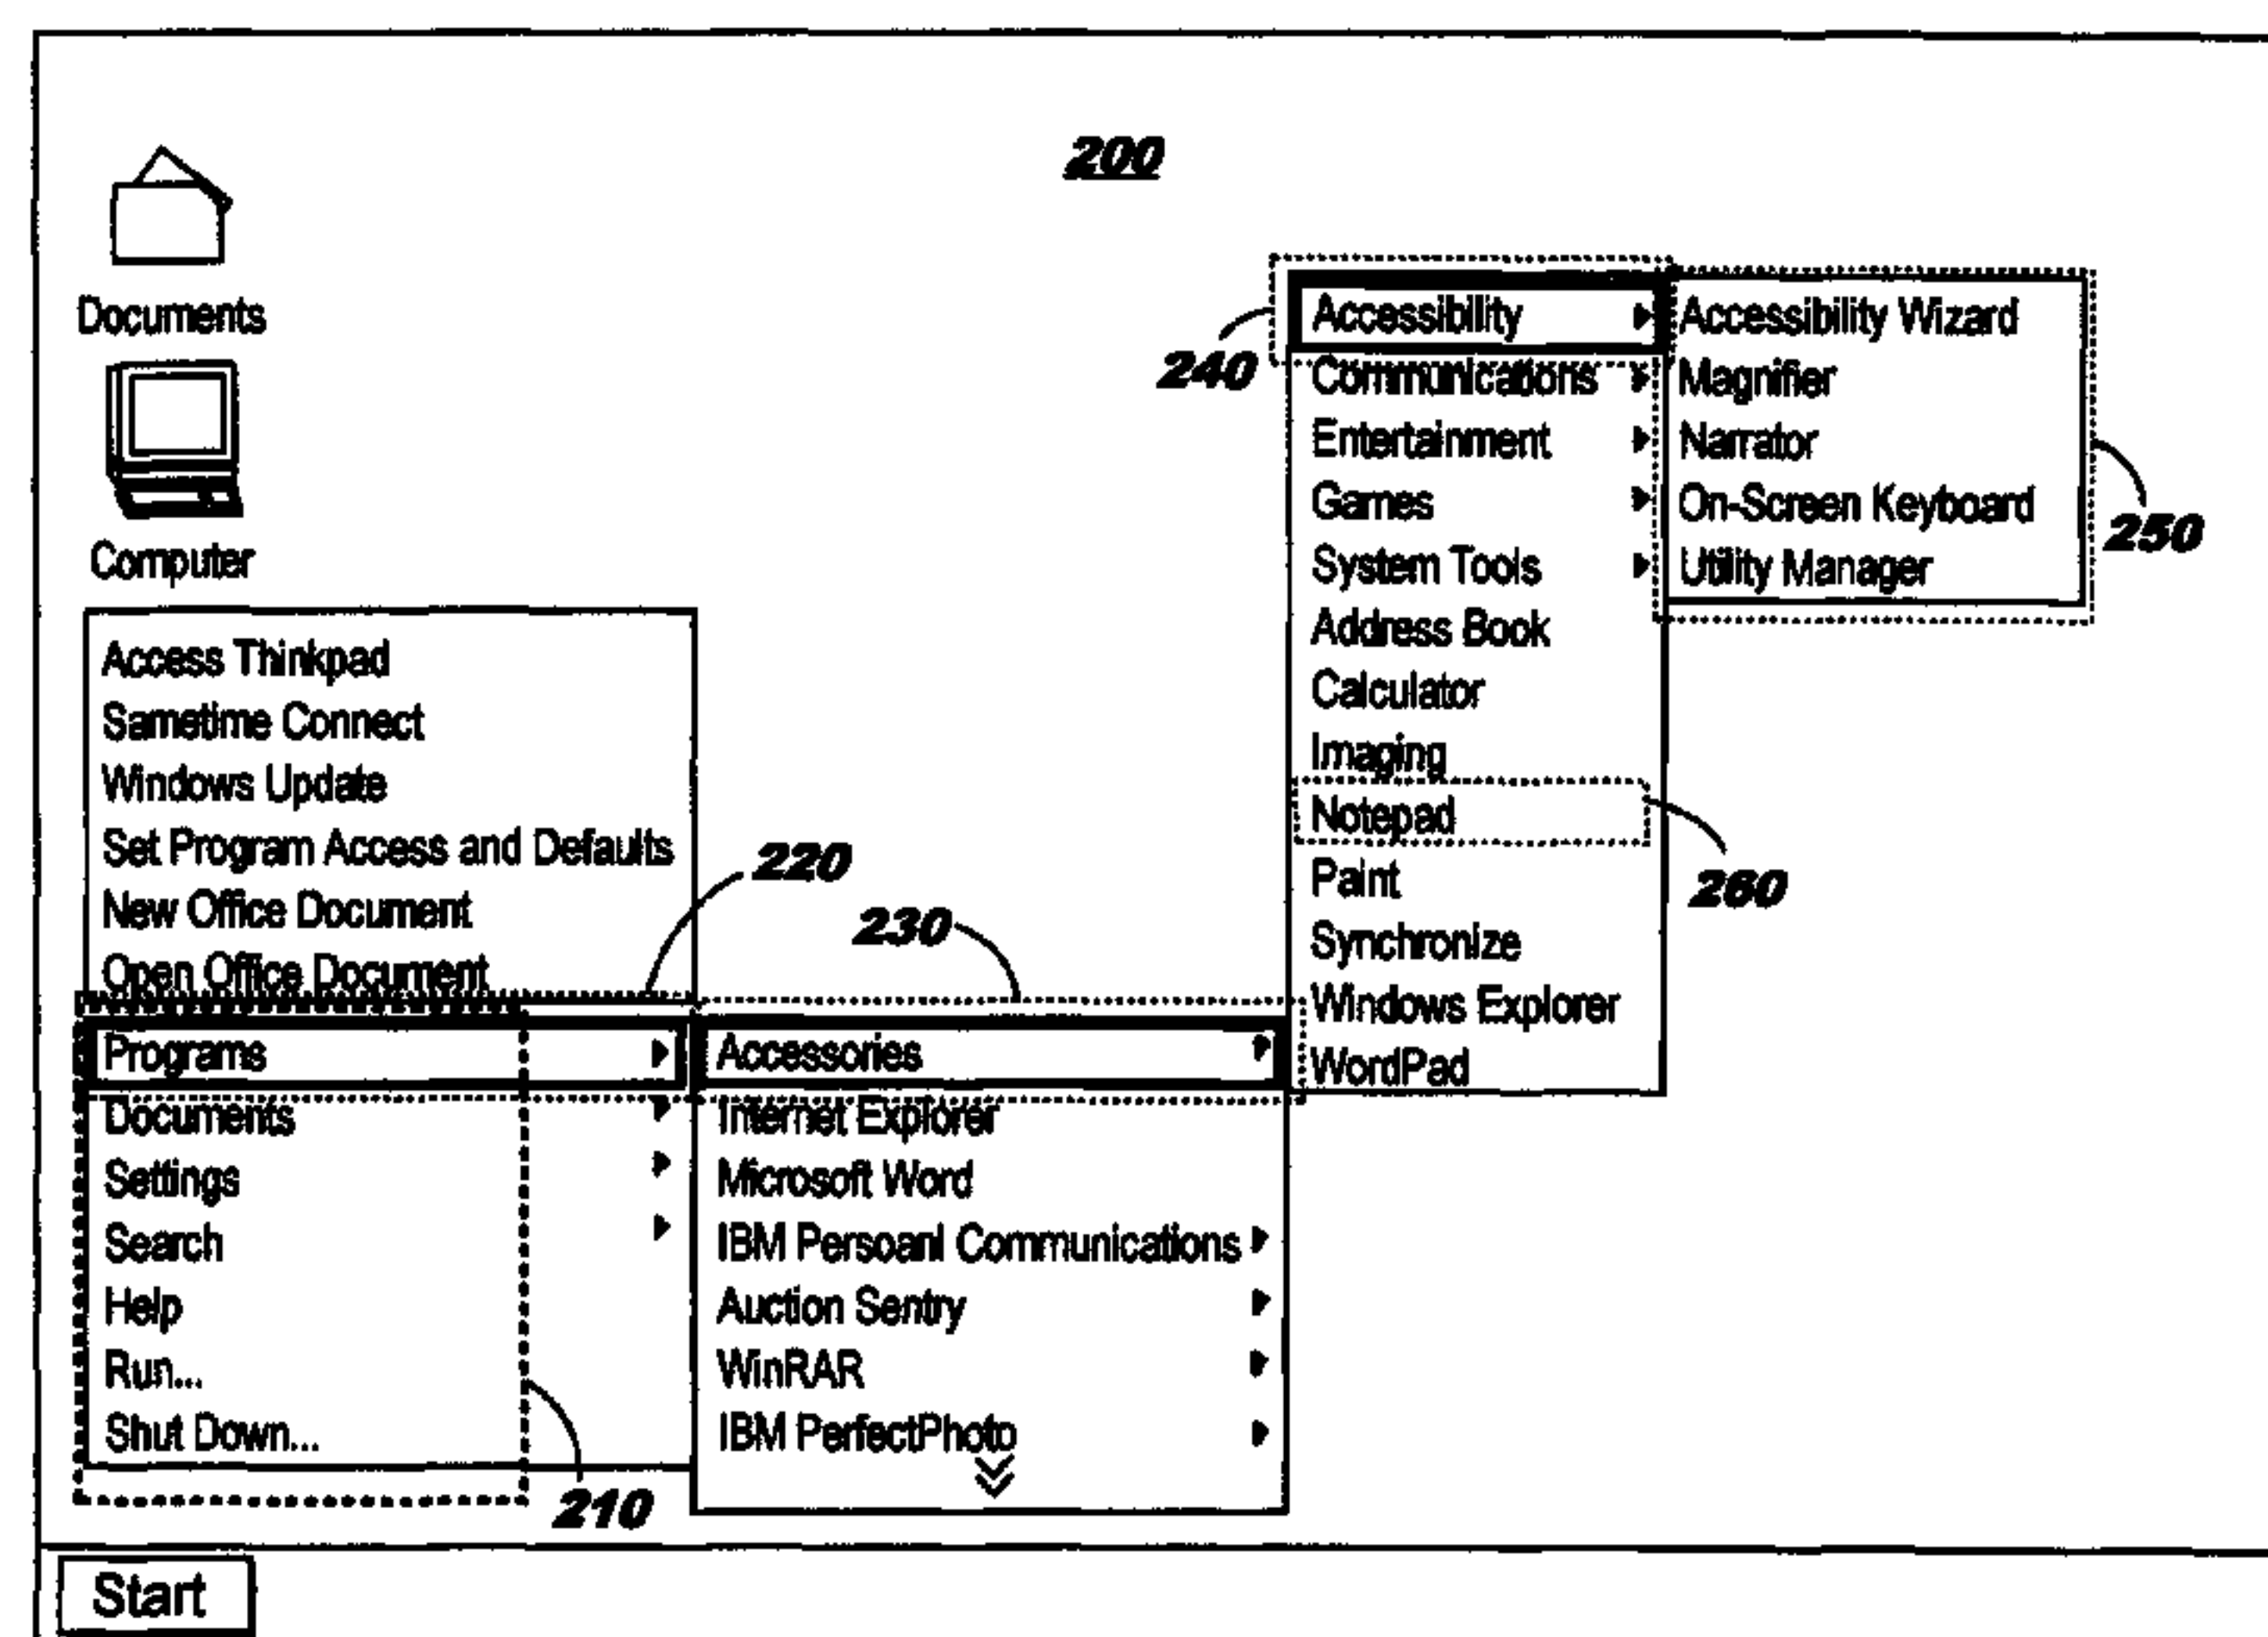 200
Documents
Computer
Access Thinkpad
Sametime Connect
Windows Update
Set Program Access and Defaults
New Office Document
Open Office Document
Programs
Documents
Settings
Search
Help
Run...
Shut Down...
210
220
230
Accessories
Internet Explorer
Microsoft Word
IBM Persoanl Communications
Auction Sentry
WinRAR
IBM PerfectPhoto
240
Accessibility
Communications
Entertainment
Games
System Tools
Address Book
Calculator
Imaging
Notepad
Paint
Synchronize
Windows Explorer
WordPad
260
Accessibility Wizard
Magnifier
Narrator
On-Screen Keyboard
Utility Manager
250
Start